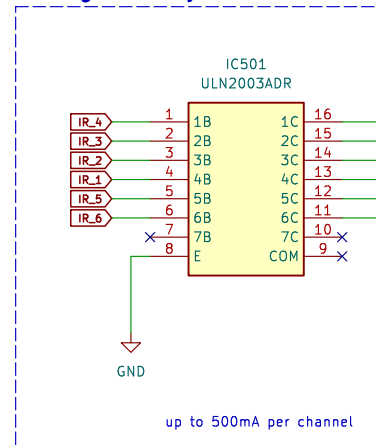 IC501
ULN2003ADR
IR_4 1 1B 1C 16
IR_3 2 2B 2C 15
IR_2 3 3B 3C 14
IR_1 4 4B 4C 13
IR_5 5 5B 5C 12
IR_6 6 6B 6C 11
7 7B 7C 10
8 E COM 9
GND
up to 500mA per channel